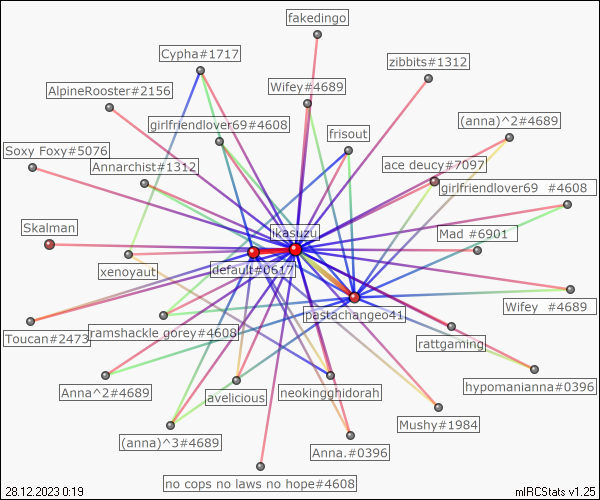 fakedingo
Cypha#1717
zibbits#1312
AlpineRooster#2156
Wifey#4689
girlfriendlover69#4608
(anna)^2#4689
frisout
Soxy Foxy#5076
Annarchist#1312
ace deucy#7097
girlfriendlover69 #4608
Skalman
likasuzu
Mad #6901
xenoyaut
default#0617
Wifey #4689
pastachangeo41
Toucan#2473
ramshackle gorey#4608
rattgaming
hypomanianna#0396
Anna^2#4689
avelicious
neokingghidorah
Mushy#1984
(anna)^3#4689
Anna.#0396
no cops no laws no hope#4608
28.12.2023 0:19
mIRCStats v1.25